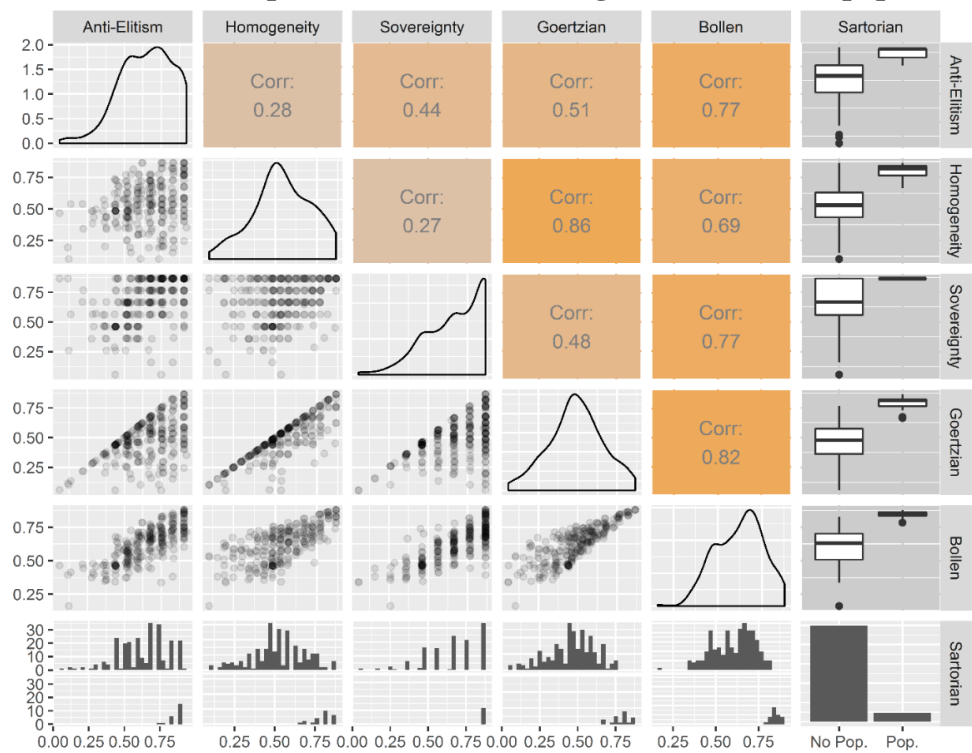 Anti-Elitism Homogeneity Sovereignty Goertzian Bollen Sartorian
2.0
1.5
1.0
0.5
0.0
Corr:
0.28
Corr:
0.44
Corr:
0.51
Corr:
0.77
Anti-Elitism
0.75
0.50
0.25
Corr:
0.27
Corr:
0.86
Corr:
0.69
Homogeneity
0.75
0.50
0.25
Corr:
0.48
Corr:
0.77
Sovereignty
0.75
0.50
0.25
Corr:
0.82
Goertzian
0.75
0.50
0.25
Bollen
30
20
10
0
30
20
10
0
Sartorian
0.00 0.25 0.50 0.75 0.25 0.50 0.75 0.25 0.50 0.75 0.25 0.50 0.75 0.25 0.50 0.75 No Pop. Pop.